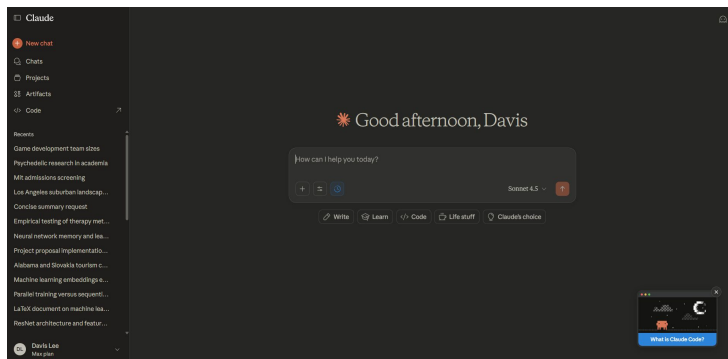 Claude
New chat
Chats
Projects
Artifacts
Code
Recents
Game development team sizes
Psychedelic research in academia
Mit admissions screening
Los Angeles suburban landscap...
Concise summary request
Empirical testing of therapy met...
Neural network memory and lea...
Project proposal implementatio...
Alabama and Slovakia tourism c...
Machine learning embeddings e...
Parallel training versus sequenti...
LaTeX document on machine lea...
ResNet architecture and featur...
DL
Davis Lee
Max plan
Good afternoon, Davis
How can I help you today?
Sonnet 4.5
Write
Learn
Code
Life stuff
Claude's choice
What is Claude Code?